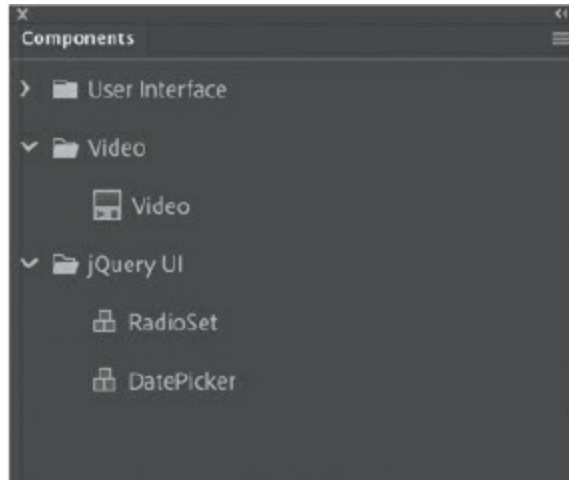 Components
User Interface
Video
Video
jQuery UI
RadioSet
DatePicker